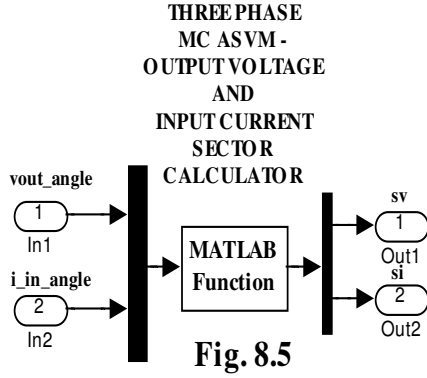 THREE PHASE
MC ASVM -
OUTPUT VOLTAGE
AND
INPUT CURRENT
SECTOR
CALCULATOR
vout_angle
1
In1
i_in_angle
2
In2
MATLAB
Function
sv
1
Out1
si
2
Out2
Fig. 8.5